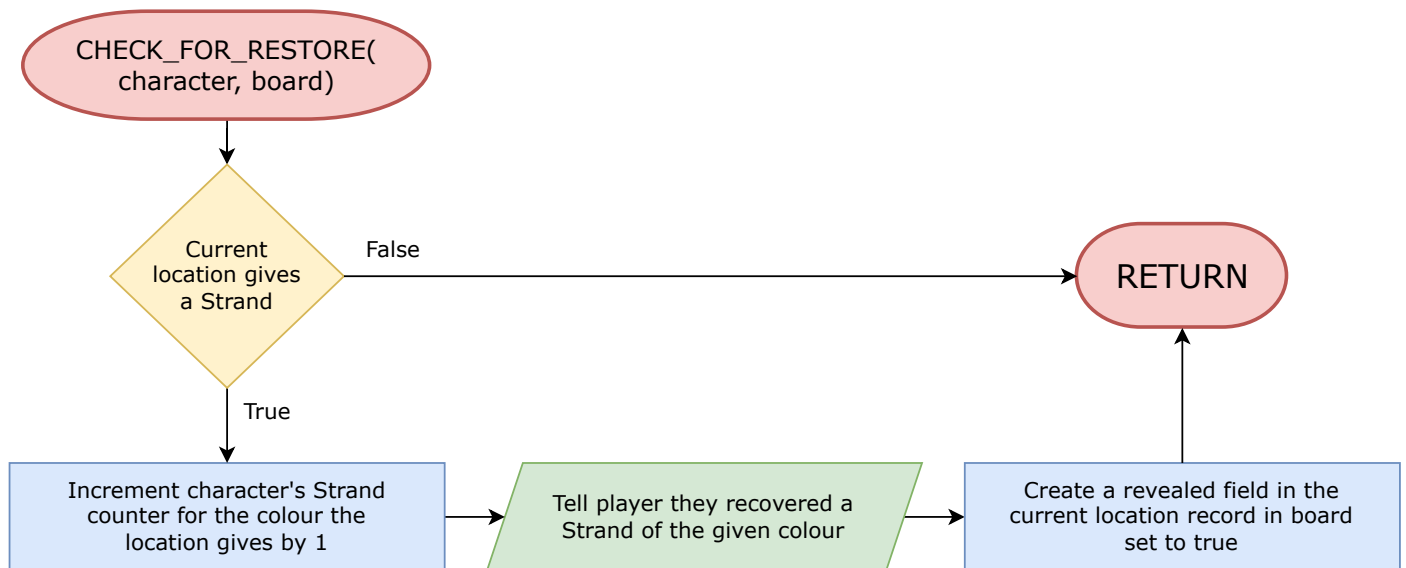 CHECK_FOR_RESTORE(
character, board)
Current
location gives
a Strand
False
RETURN
True
Increment character's Strand
counter for the colour the
location gives by 1
Tell player they recovered a
Strand of the given colour
Create a revealed field in the
current location record in board
set to true